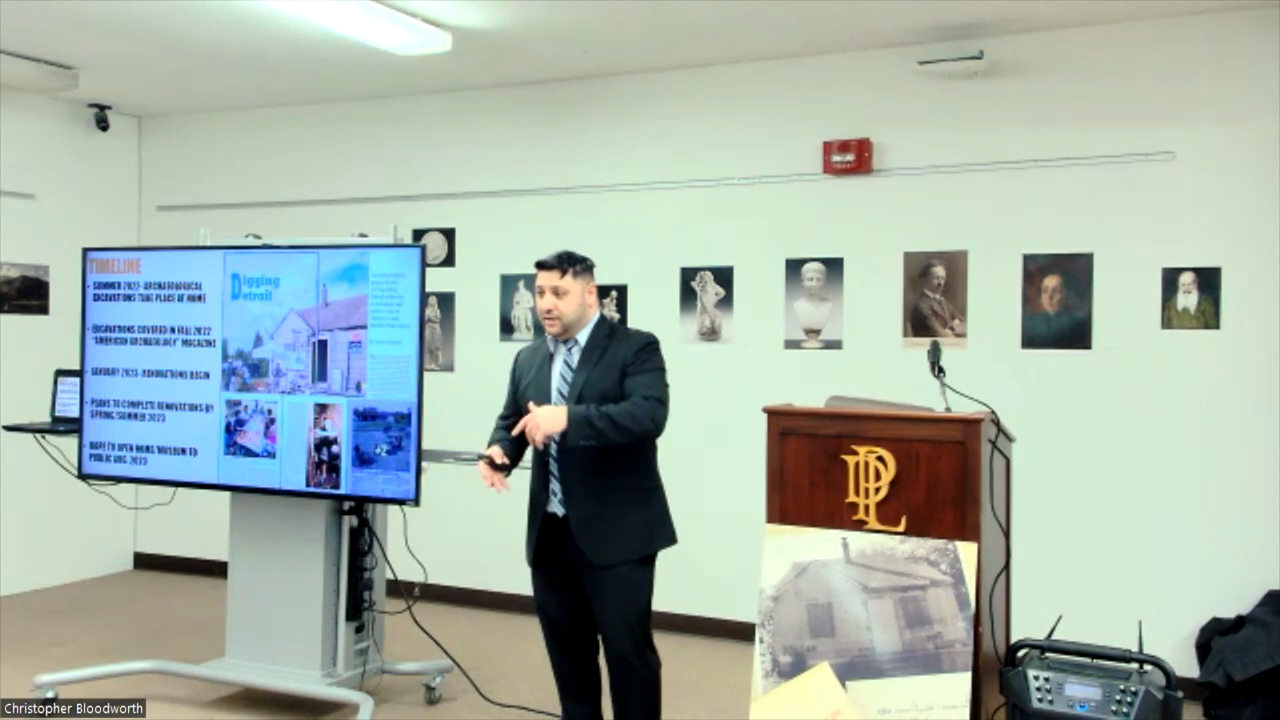 TIMELINE
• SUMMER 2022- ARCHAEOLOGICAL
EXCAVATIONS TAKE PLACE AT HOME
• EXCAVATIONS COVERED IN FALL 2022
"AMERICAN ARCHAEOLOGY" MAGAZINE
• JANUARY 2023- RENOVATIONS BEGIN
• PLANS TO COMPLETE RENOVATIONS BY
SPRING/SUMMER 2023
HOPE TO OPEN HOME/MUSEUM TO
PUBLIC AUG. 2023
Digging
Detroit
DPL
Christopher Bloodworth